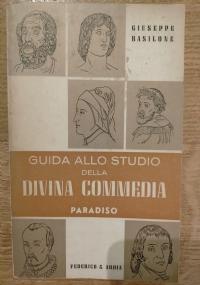 GIUSEPPE
BASILONE
GUIDA ALLO STUDIO
DELLA
DIVINA COMMEDIA
PARADISO
FEDERICO & ARDIA